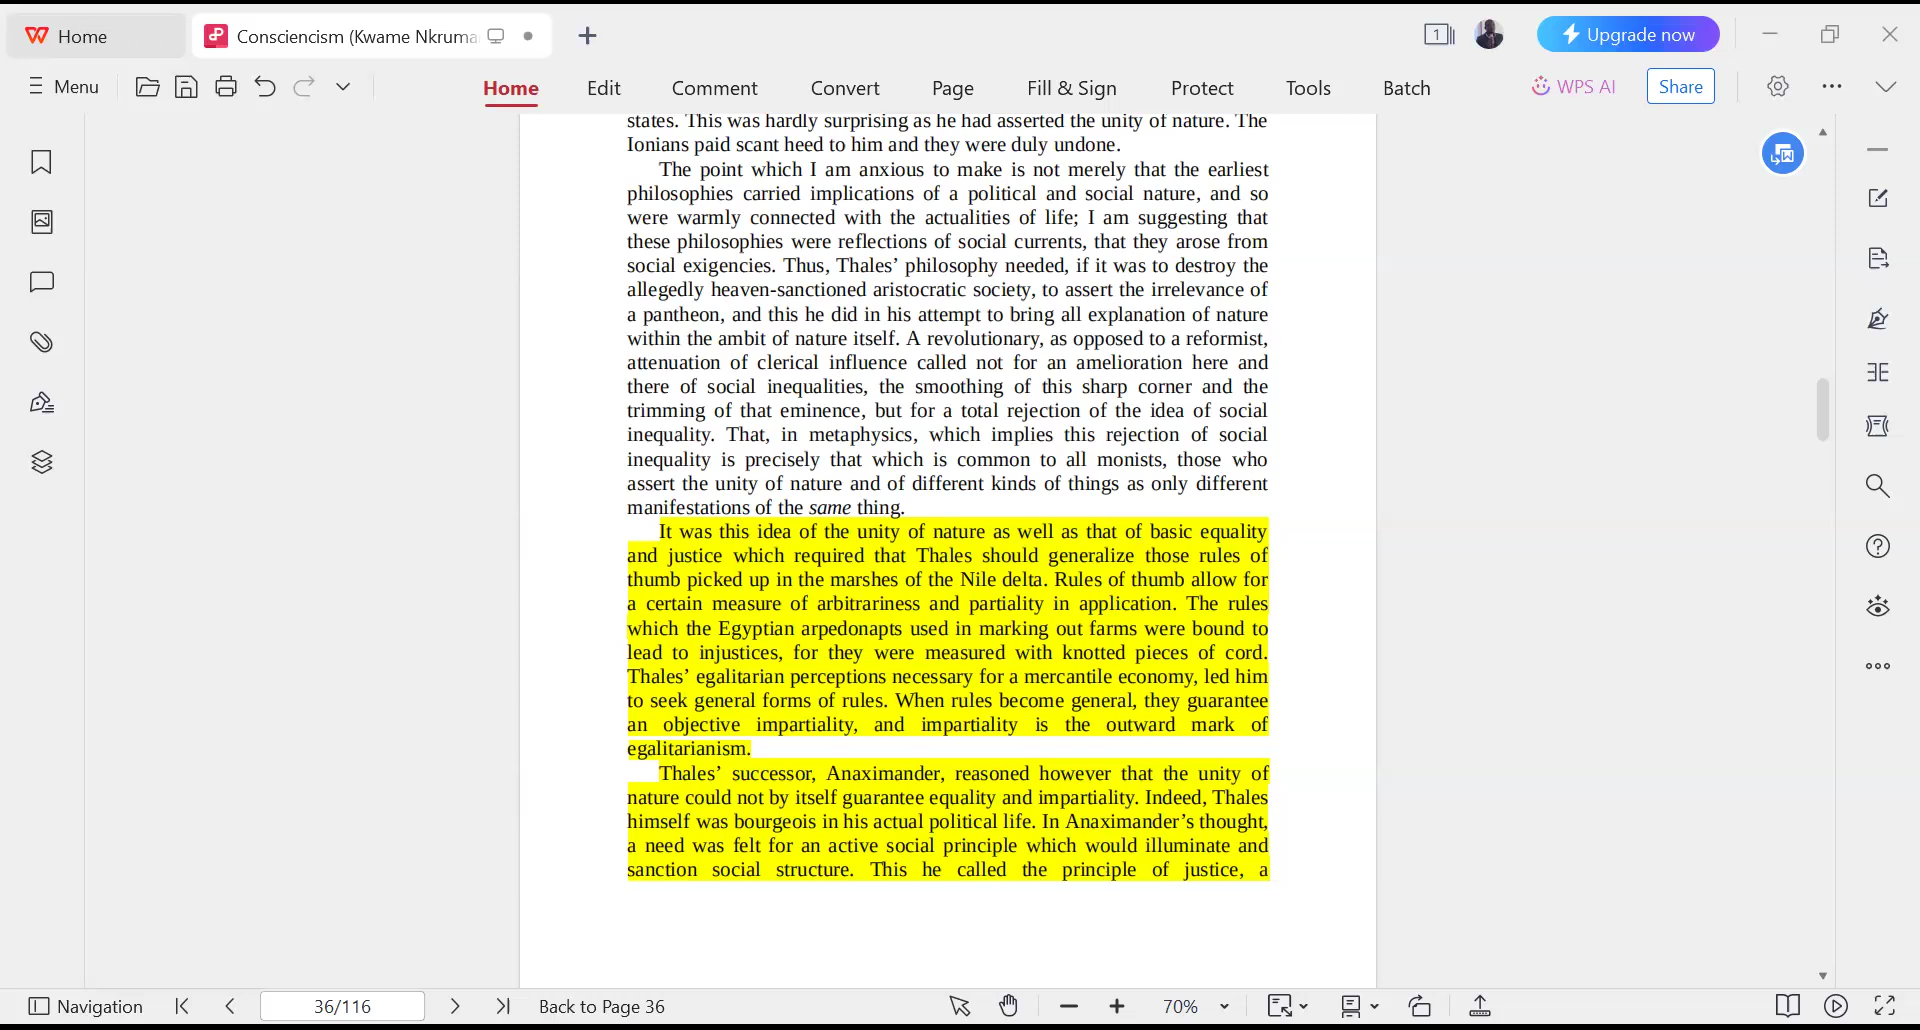 Home
Consciencism (Kwame Nkruma
1
Upgrade now
Menu
Home Edit Comment Convert Page Fill & Sign Protect Tools Batch
WPS AI
Share
states. This was hardly surprising as he had asserted the unity of nature. The
Ionians paid scant heed to him and they were duly undone.
The point which I am anxious to make is not merely that the earliest
philosophies carried implications of a political and social nature, and so
were warmly connected with the actualities of life; I am suggesting that
these philosophies were reflections of social currents, that they arose from
social exigencies. Thus, Thales’ philosophy needed, if it was to destroy the
allegedly heaven-sanctioned aristocratic society, to assert the irrelevance of
a pantheon, and this he did in his attempt to bring all explanation of nature
within the ambit of nature itself. A revolutionary, as opposed to a reformist,
attenuation of clerical influence called not for an amelioration here and
there of social inequalities, the smoothing of this sharp corner and the
trimming of that eminence, but for a total rejection of the idea of social
inequality. That, in metaphysics, which implies this rejection of social
inequality is precisely that which is common to all monists, those who
assert the unity of nature and of different kinds of things as only different
manifestations of the same thing.
It was this idea of the unity of nature as well as that of basic equality
and justice which required that Thales should generalize those rules of
thumb picked up in the marshes of the Nile delta. Rules of thumb allow for
a certain measure of arbitrariness and partiality in application. The rules
which the Egyptian arpedonapts used in marking out farms were bound to
lead to injustices, for they were measured with knotted pieces of cord.
Thales’ egalitarian perceptions necessary for a mercantile economy, led him
to seek general forms of rules. When rules become general, they guarantee
an objective impartiality, and impartiality is the outward mark of
egalitarianism.
Thales’ successor, Anaximander, reasoned however that the unity of
nature could not by itself guarantee equality and impartiality. Indeed, Thales
himself was bourgeois in his actual political life. In Anaximander’s thought,
a need was felt for an active social principle which would illuminate and
sanction social structure. This he called the principle of justice, a
Navigation
36/116
Back to Page 36
70%